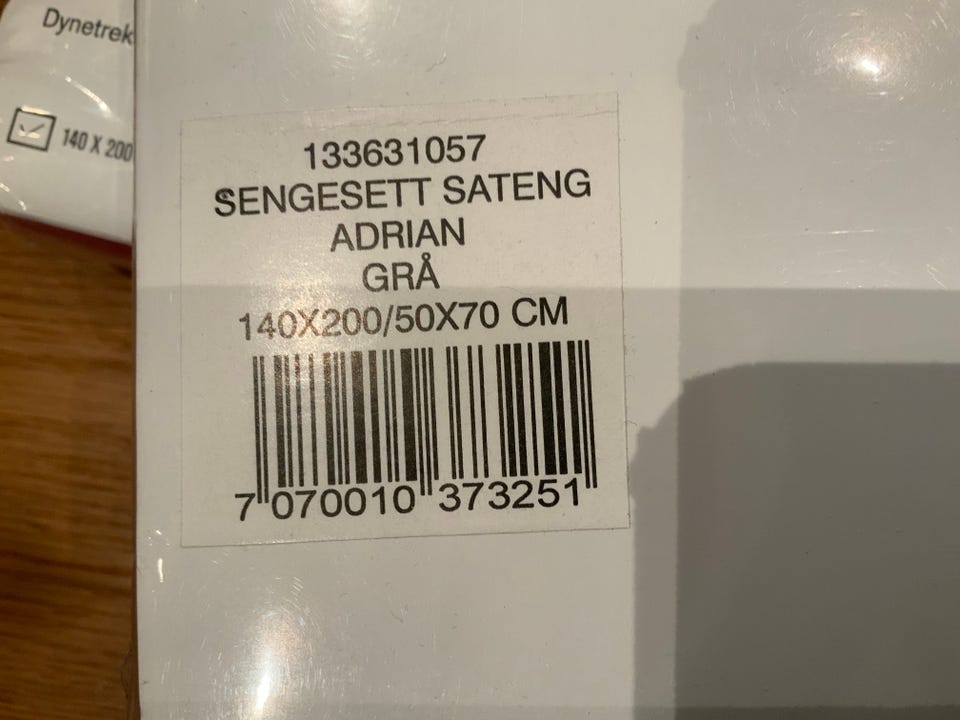 Dynetrek
140 X 200
133631057
SENGESETT SATENG
ADRIAN
GRÅ
140X200/50X70 CM
7 070010 373251